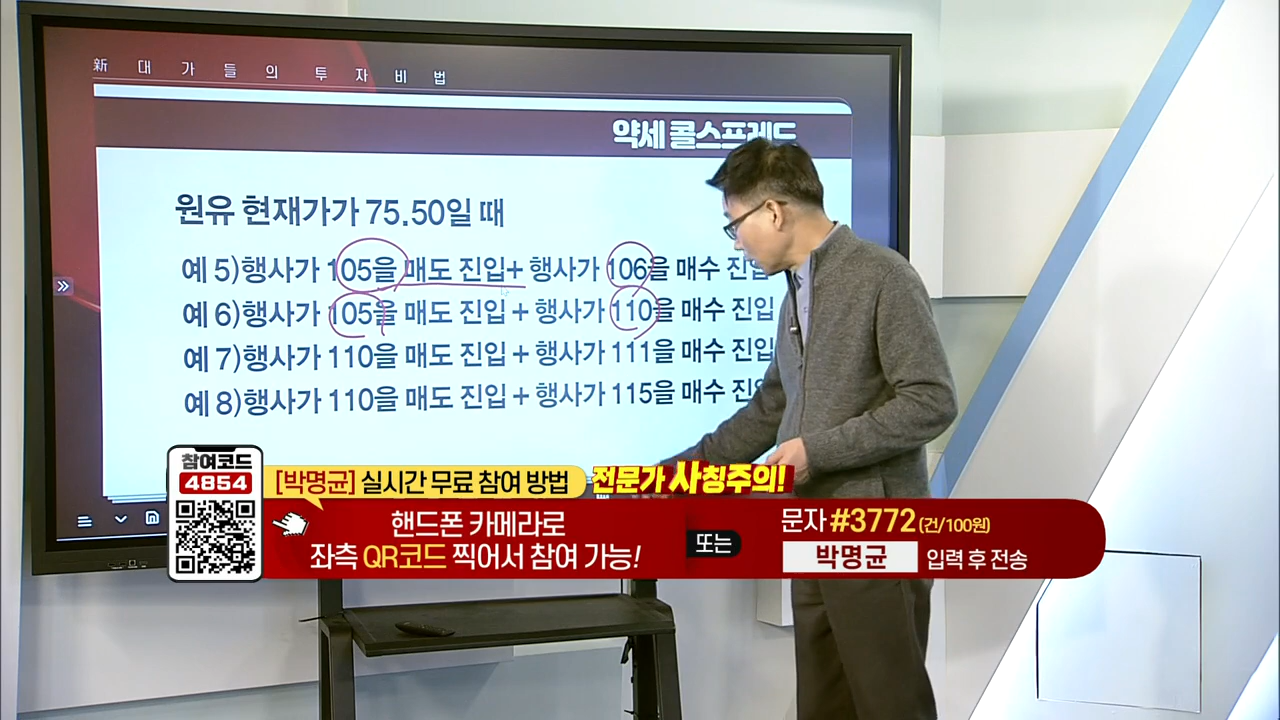 新 대 가 들 의 투 자 비 법
약세 콜스프레드
원유 현재가가 75.50일 때
예 5)행사가 105을 매도 진입+ 행사가 106을 매수 진입
예 6)행사가 105을 매도 진입 + 행사가 110을 매수 진입
예 7)행사가 110을 매도 진입 + 행사가 111을 매수 진입
예 8)행사가 110을 매도 진입 + 행사가 115을 매수 진입
참여코드
4854
[박명균] 실시간 무료 참여 방법
전문가 사칭주의!
핸드폰 카메라로
좌측 QR코드 찍어서 참여 가능!
또는
문자 #3772 (건/100원)
박명균 입력 후 전송